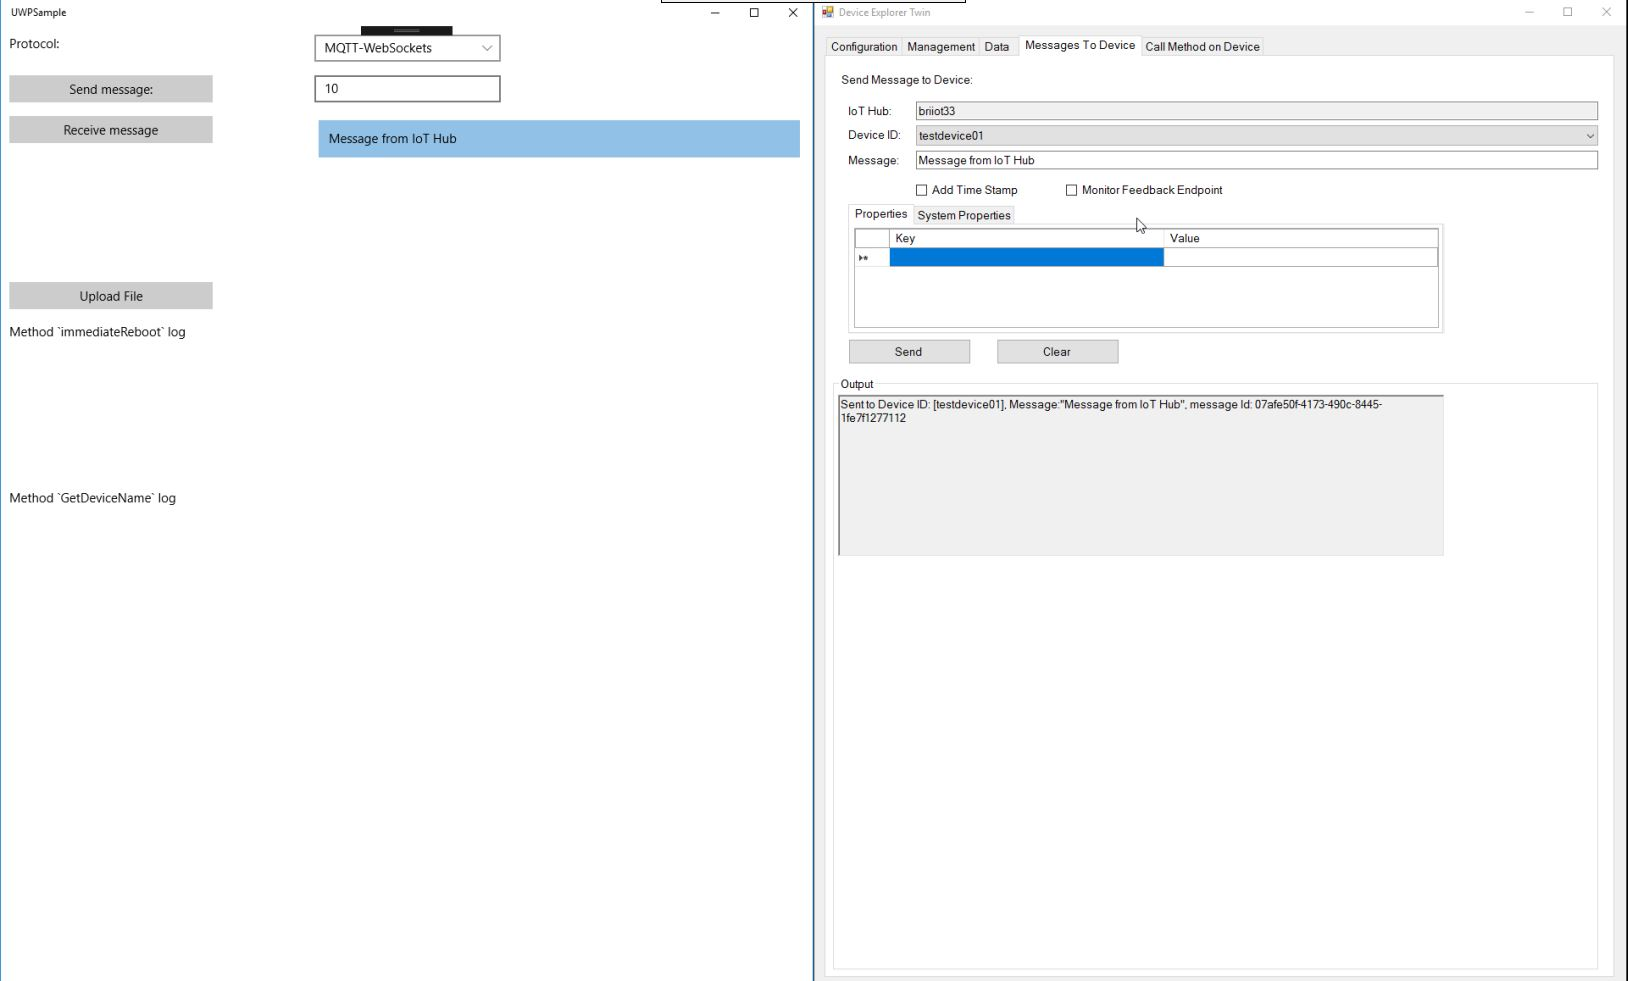 UWPSample
Protocol:
MQTT-WebSockets
Send message:
10
Receive message
Message from IoT Hub
Upload File
Method `immediateReboot` log
Method `GetDeviceName` log
Device Explorer Twin
Configuration Management Data Messages To Device Call Method on Device
Send Message to Device:
IoT Hub: briiot33
Device ID: testdevice01
Message: Message from IoT Hub
Add Time Stamp Monitor Feedback Endpoint
Properties System Properties
Key Value
Send Clear
Output
Sent to Device ID: [testdevice01], Message:"Message from IoT Hub", message Id: 07afe50f-4173-490c-8445-
1fe7f1277112